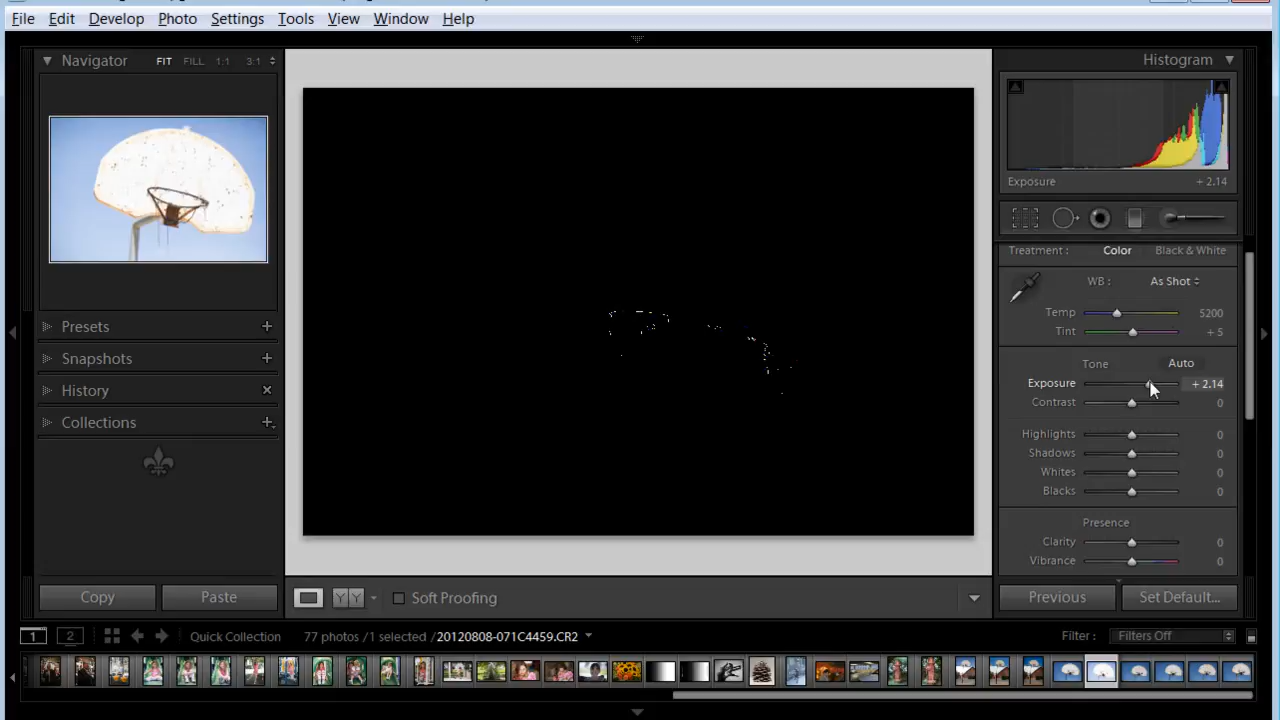 File Edit Develop Photo Settings Tools View Window Help
Navigator FIT FILL 1:1 3:1
Histogram
Exposure + 2.14
Treatment : Color Black & White
WB : As Shot
Temp 5200
Tint + 5
Tone Auto
Exposure + 2.14
Contrast 0
Highlights 0
Shadows 0
Whites 0
Blacks 0
Presence
Clarity 0
Vibrance 0
Presets
Snapshots
History
Collections
Copy Paste
YY Soft Proofing
Previous Set Default...
1 2 Quick Collection 77 photos /1 selected /20120808-071C4459.CR2 Filter : Filters Off